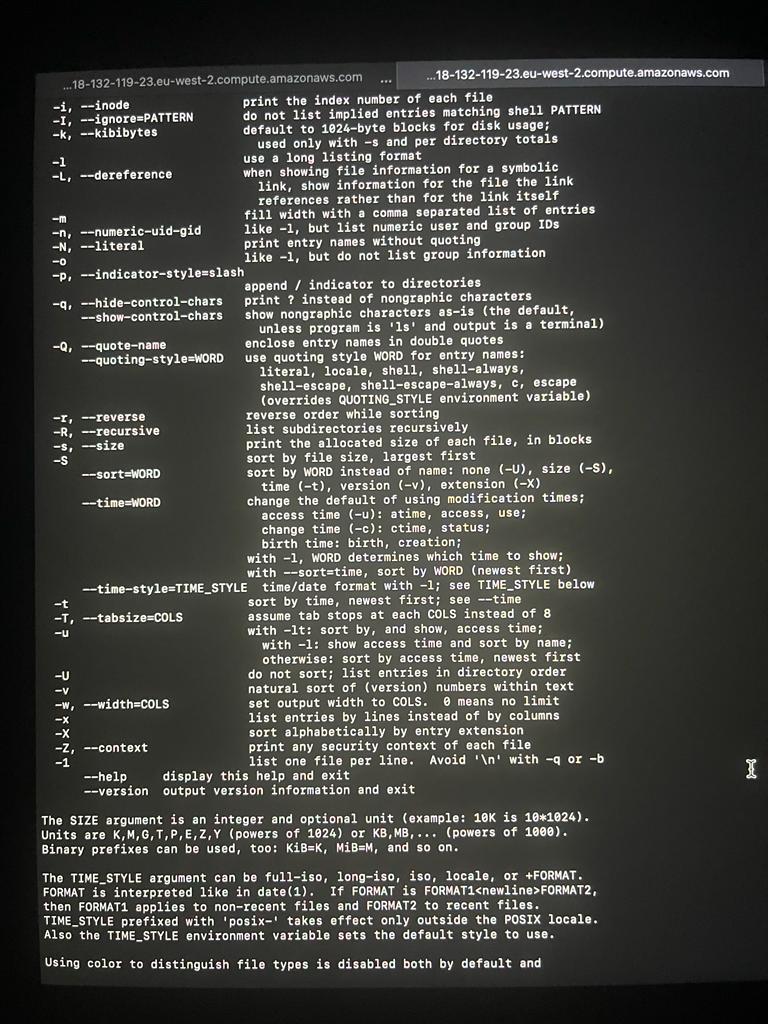 ...18-132-119-23.eu-west-2.compute.amazonaws.com ... ...18-132-119-23.eu-west-2.compute.amazonaws.com
-i, --inode print the index number of each file
-I, --ignore=PATTERN do not list implied entries matching shell PATTERN
-k, --kibibytes default to 1024-byte blocks for disk usage;
used only with -s and per directory totals
-l use a long listing format
-L, --dereference when showing file information for a symbolic
link, show information for the file the link
references rather than for the link itself
-m fill width with a comma separated list of entries
-n, --numeric-uid-gid like -l, but list numeric user and group IDs
-N, --literal print entry names without quoting
-o like -l, but do not list group information
-p, --indicator-style=slash
append / indicator to directories
-q, --hide-control-chars print ? instead of nongraphic characters
--show-control-chars show nongraphic characters as-is (the default,
unless program is 'ls' and output is a terminal)
-Q, --quote-name enclose entry names in double quotes
--quoting-style=WORD use quoting style WORD for entry names:
literal, locale, shell, shell-always,
shell-escape, shell-escape-always, c, escape
(overrides QUOTING_STYLE environment variable)
-r, --reverse reverse order while sorting
-R, --recursive list subdirectories recursively
-s, --size print the allocated size of each file, in blocks
-S sort by file size, largest first
--sort=WORD sort by WORD instead of name: none (-U), size (-S),
time (-t), version (-v), extension (-X)
--time=WORD change the default of using modification times;
access time (-u): atime, access, use;
change time (-c): ctime, status;
birth time: birth, creation;
with -l, WORD determines which time to show;
with --sort=time, sort by WORD (newest first)
--time-style=TIME_STYLE time/date format with -l; see TIME_STYLE below
-t sort by time, newest first; see --time
-T, --tabsize=COLS assume tab stops at each COLS instead of 8
-u with -lt: sort by, and show, access time;
with -l: show access time and sort by name;
otherwise: sort by access time, newest first
-U do not sort; list entries in directory order
-v natural sort of (version) numbers within text
-w, --width=COLS set output width to COLS. 0 means no limit
-x list entries by lines instead of by columns
-X sort alphabetically by entry extension
-Z, --context print any security context of each file
-1 list one file per line. Avoid '\n' with -q or -b
--help display this help and exit
--version output version information and exit
The SIZE argument is an integer and optional unit (example: 10K is 10*1024).
Units are K,M,G,T,P,E,Z,Y (powers of 1024) or KB,MB,... (powers of 1000).
Binary prefixes can be used, too: KiB=K, MiB=M, and so on.
The TIME_STYLE argument can be full-iso, long-iso, iso, locale, or +FORMAT.
FORMAT is interpreted like in date(1). If FORMAT is FORMAT1<newline>FORMAT2,
then FORMAT1 applies to non-recent files and FORMAT2 to recent files.
TIME_STYLE prefixed with 'posix-' takes effect only outside the POSIX locale.
Also the TIME_STYLE environment variable sets the default style to use.
Using color to distinguish file types is disabled both by default and